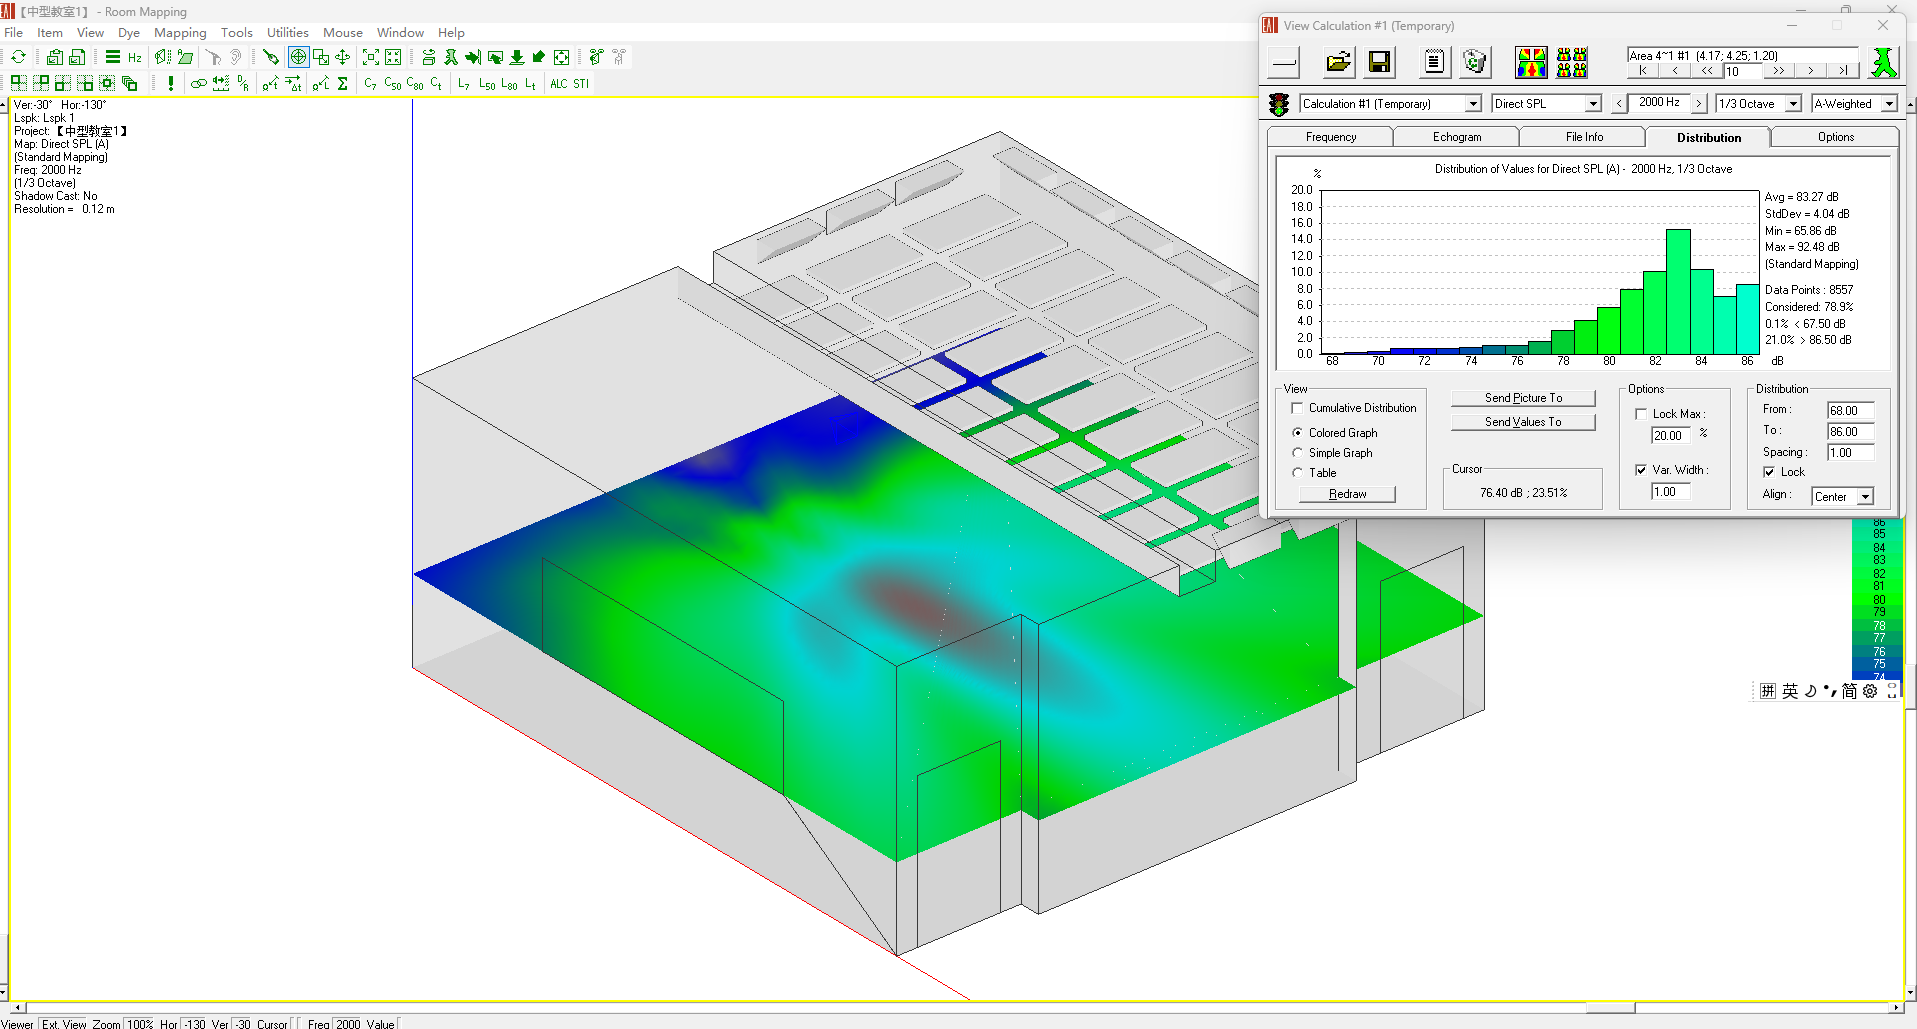 【中型教室1】 - Room Mapping
File Item View Dye Mapping Tools Utilities Mouse Window Help
Hz
C7 C50 C80 Ct L7 L50 L80 Lt ALC STI
Ver:-30° Hor:-130°
Lspk: Lspk 1
Project: 【中型教室1】
Map: Direct SPL (A)
(Standard Mapping)
Freq: 2000 Hz
(1/3 Octave)
Shadow Cast: No
Resolution = 0.12 m
View Calculation #1 (Temporary)
Area 4~1 #1 (4.17; 4.25; 1.20)
|< < << 10 >> > >|
Calculation #1 (Temporary) Direct SPL < 2000 Hz > 1/3 Octave A-Weighted
Frequency Echogram File Info Distribution Options
Distribution of Values for Direct SPL (A) - 2000 Hz, 1/3 Octave
%
20.0
18.0
16.0
14.0
12.0
10.0
8.0
6.0
4.0
2.0
0.0
68 70 72 74 76 78 80 82 84 86 dB
Avg = 83.27 dB
StdDev = 4.04 dB
Min = 65.86 dB
Max = 92.48 dB
(Standard Mapping)
Data Points : 8557
Considered: 78.9%
0.1% < 67.50 dB
21.0% > 86.50 dB
View
Cumulative Distribution
Colored Graph
Simple Graph
Table
Redraw
Send Picture To
Send Values To
Cursor
76.40 dB ; 23.51%
Options
Lock Max :
20.00 %
Var. Width :
1.00
Distribution
From : 68.00
To : 86.00
Spacing : 1.00
Lock
Align : Center
86
85
84
83
82
81
80
79
78
77
76
75
74
拼 英 简
Viewer Ext. View Zoom 100% Hor -130 Ver -30 Cursor Freq 2000 Value